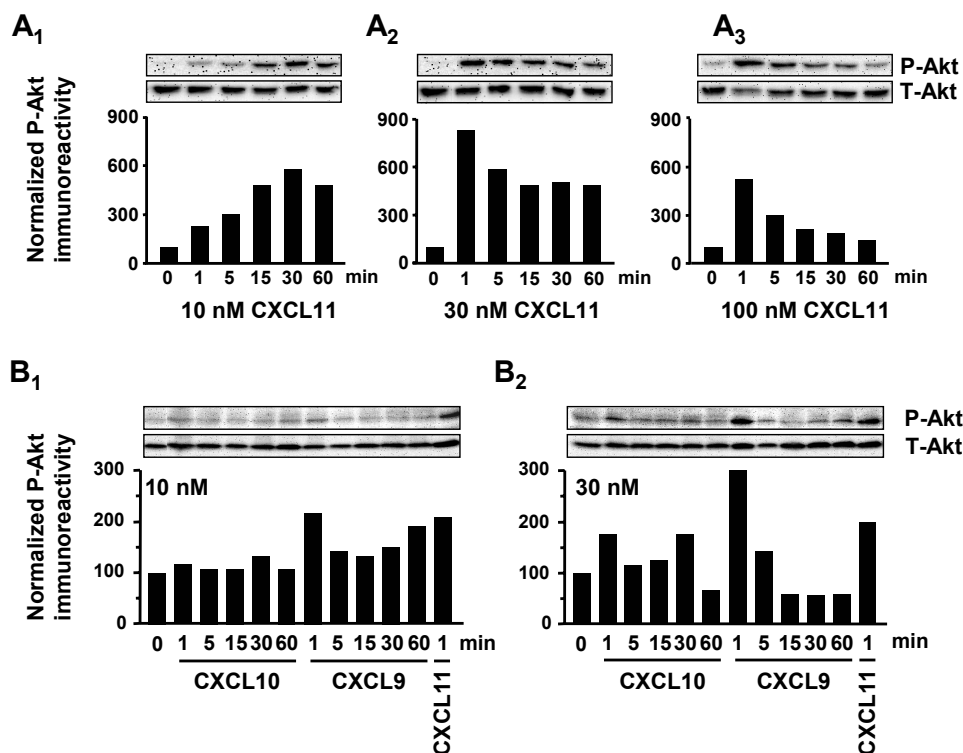 A1
A2
A3
P-Akt
T-Akt
Normalized P-Akt
immunoreactivity
900
600
300
0
0 1 5 15 30 60 min
10 nM CXCL11
900
600
300
0
0 1 5 15 30 60 min
30 nM CXCL11
900
600
300
0
0 1 5 15 30 60 min
100 nM CXCL11
B1
B2
P-Akt
T-Akt
Normalized P-Akt
immunoreactivity
300
200
100
0
10 nM
0 1 5 15 30 60 1 5 15 30 60 1 min
CXCL10
CXCL9
CXCL11
300
200
100
0
30 nM
0 1 5 15 30 60 1 5 15 30 60 1 min
CXCL10
CXCL9
CXCL11